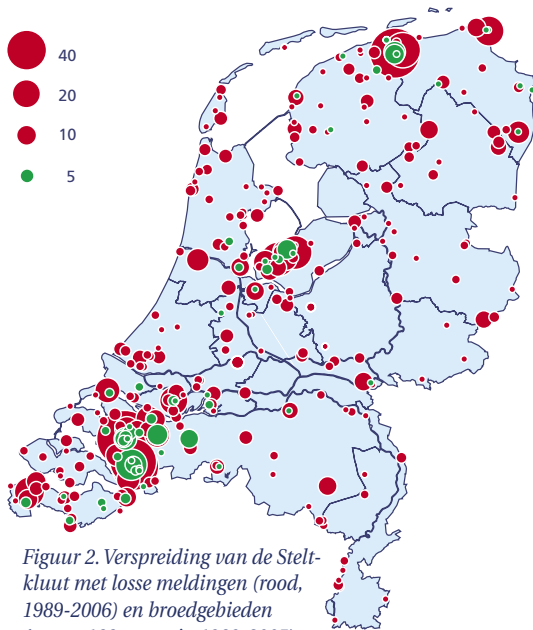 40
20
10
5
Figuur 2. Verspreiding van de Stelt-
kluut met losse meldingen (rood,
1989-2006) en broedgebieden